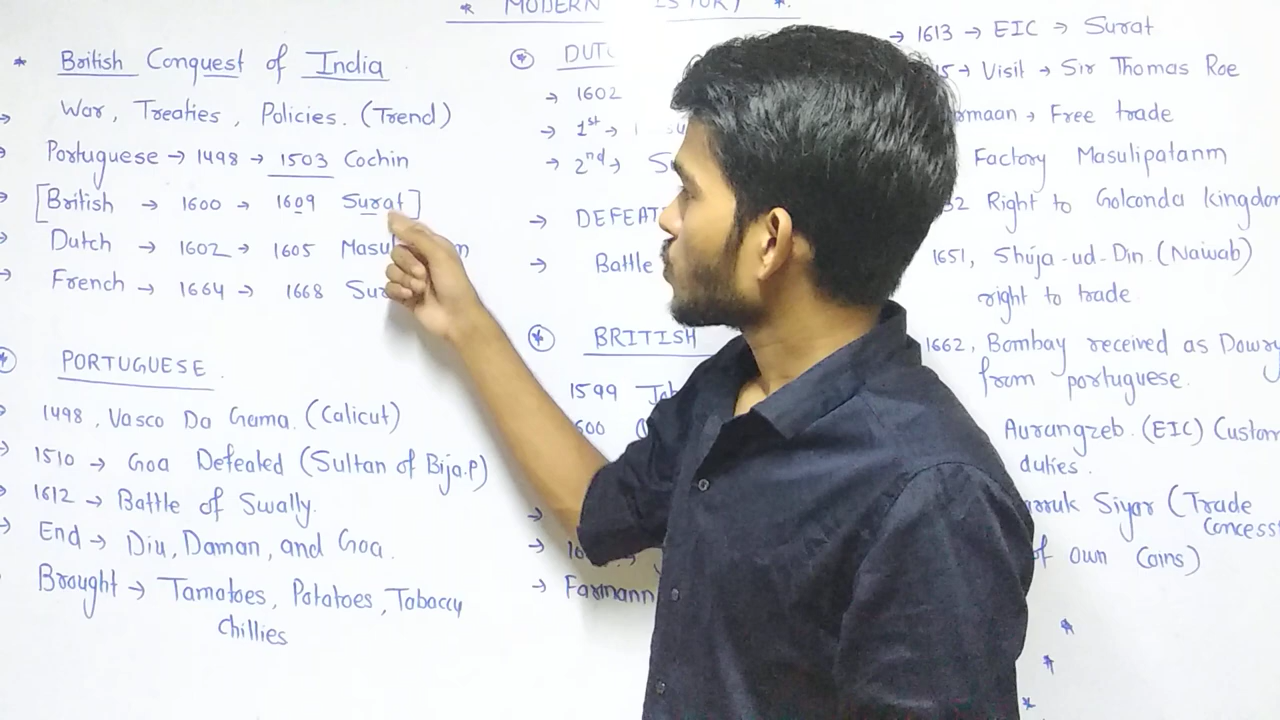 * MODERN
* British Conquest of India
→ War, Treaties, Policies. (Trend)
→ Portuguese → 1498 → 1503 Cochin
→ [British → 1600 → 1609 Surat]
→ Dutch → 1602 → 1605
→ French → 1664 → 1668
* PORTUGUESE
→ 1498, Vasco Da Gama. (Calicut)
→ 1510 → Goa Defealed (Sultan of Bija.P)
→ 1612 → Battle of Swally.
→ End → Diu, Daman, and Goa.
Brought → Tamatoes, Potatoes, Tobaccy
Chillies
* DUTC
→ 1602
→ 1st →
→ 2nd →
→ DEFEAT
→ Battle
* BRITISH
1599
→
→
→ Farmann
→ 1613 → EIC → Surat
→ Visit → Sir Thomas Roe
→ Free trade
Factory Masulipatanm
Right to Golconda kingdom
1651, Shuja-ud-Din. (Nawab)
right to trade
1662, Bombay received as Dowry
from portuguese.
Aurangzeb. (EIC) Custom
duties.
Siyar (Trade
Concess
of own Coins)
*
*
*